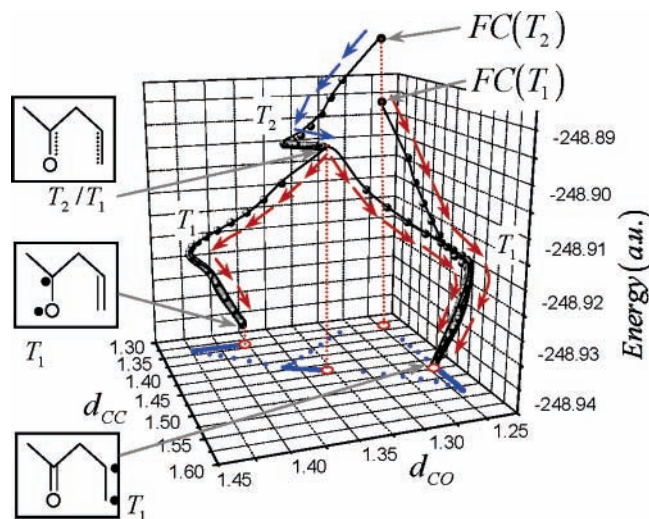 FC(T2)
FC(T1)
T2
T2/T1
T1
T1
T1
T1
O
O
O
-248.89
-248.90
-248.91
-248.92
-248.93
-248.94
Energy (a.u.)
1.30
1.35
1.40
1.45
1.50
1.55
1.60
dCC
1.45
1.40
1.35
1.30
1.25
dCO